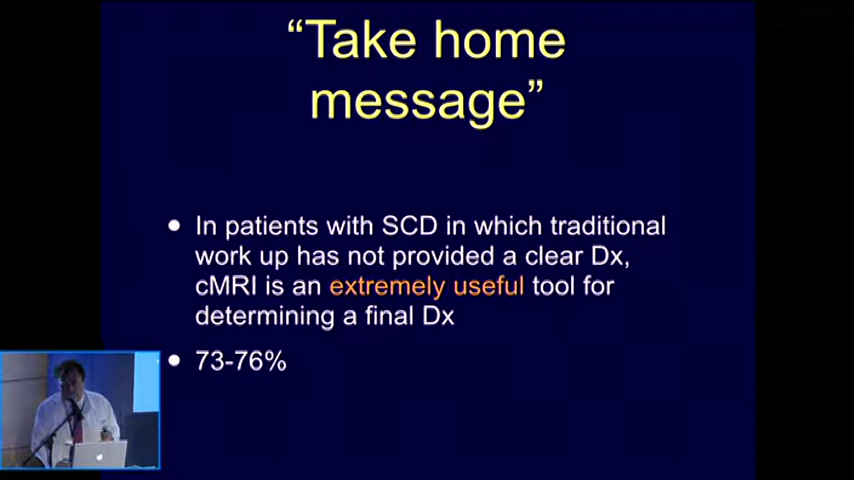 “Take home
message”
• In patients with SCD in which traditional
work up has not provided a clear Dx,
cMRI is an extremely useful tool for
determining a final Dx
• 73-76%